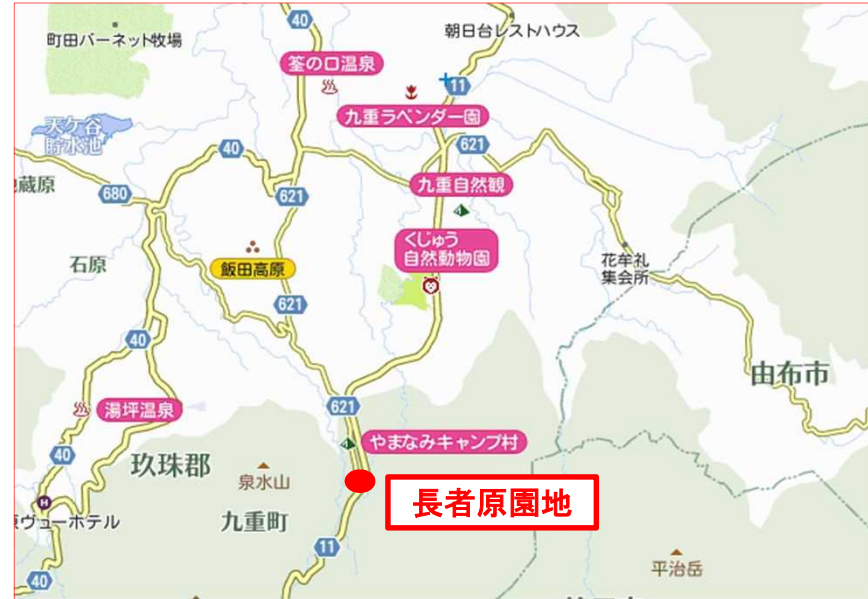 40
町田バーネット牧場
朝日台レストハウス
筌の口温泉
11
九重ラベンダー園
天ケ谷
貯水池
40
621
蔵原
680
621
九重自然観
石原
飯田高原
くじゅう
自然動物園
花牟礼
集会所
621
40
由布市
湯坪温泉
621
やまなみキャンプ村
40
玖珠郡
泉水山
長者原園地
H
ヴューホテル
九重町
11
平治岳
40